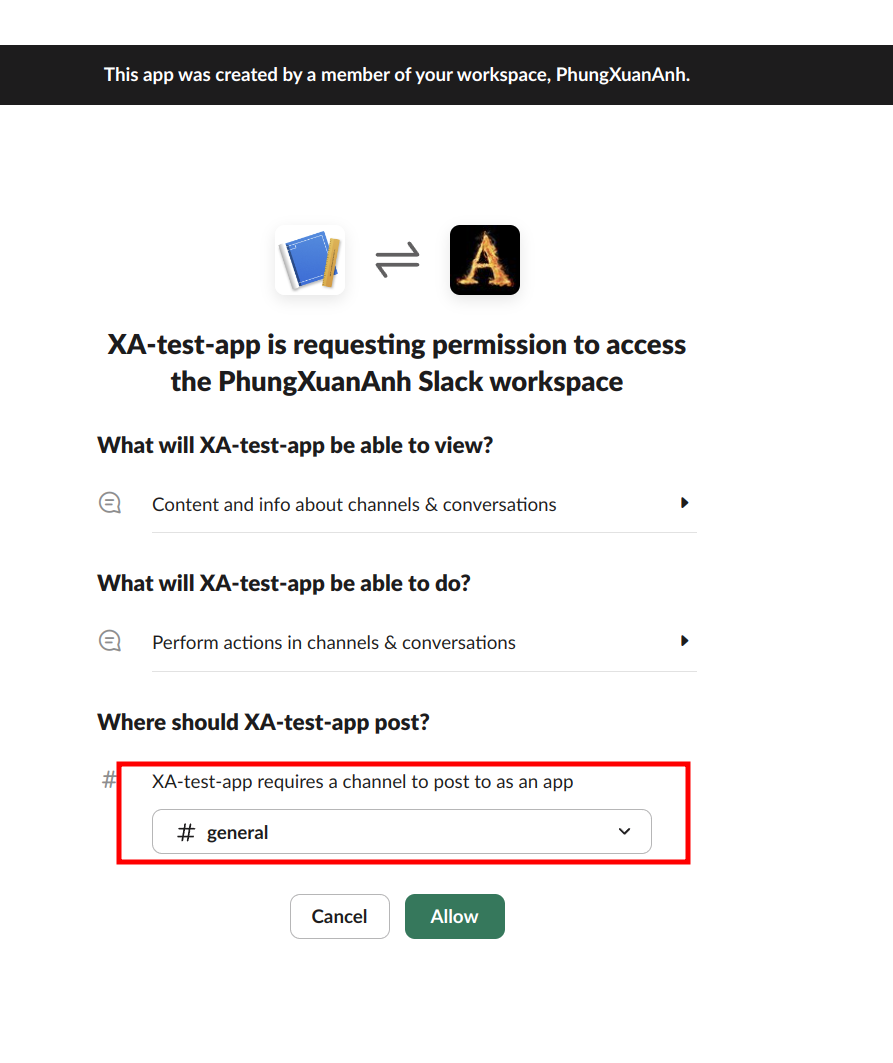 This app was created by a member of your workspace, PhungXuanAnh.
A
XA-test-app is requesting permission to access
the PhungXuanAnh Slack workspace
What will XA-test-app be able to view?
Content and info about channels & conversations
What will XA-test-app be able to do?
Perform actions in channels & conversations
Where should XA-test-app post?
# XA-test-app requires a channel to post to as an app
# general
Cancel Allow